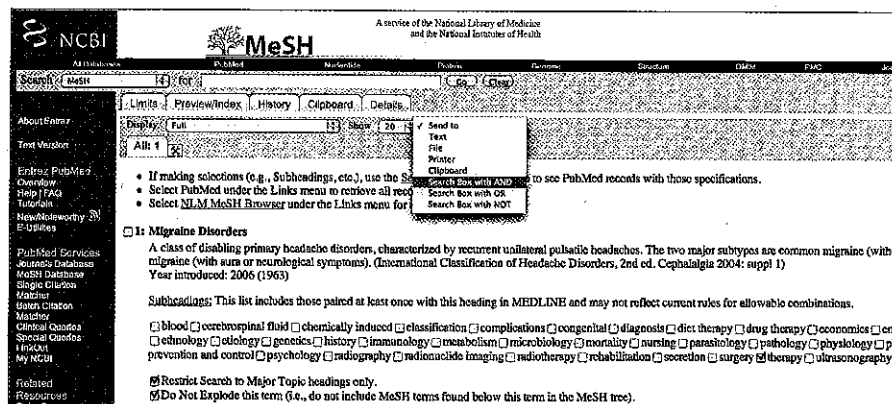 NCBI
MeSH
A service of the National Library of Medicine
and the National Institutes of Health
All Databases PubMed Nucleotide Protein Genome Structure OMIM PMC
Search MeSH for Go Clear
Limits Preview/Index History Clipboard Details
Display Full Show 20
All: 1
✓ Send to
Text
File
Printer
Clipboard
Search Box with AND
Search Box with OR
Search Box with NOT
About Entrez
Text Version
Entrez PubMed
Overview
Help | FAQ
Tutorials
New/Noteworthy
E-Utilities
PubMed Services
Journals Database
MeSH Database
Single Citation
Matcher
Batch Citation
Matcher
Clinical Queries
Special Queries
LinkOut
My NCBI
Related
Resources
• If making selections (e.g., Subheadings, etc.), use the to see PubMed records with those specifications.
• Select PubMed under the Links menu to retrieve all
• Select NLM MeSH Browser under the Links menu for
1: Migraine Disorders
A class of disabling primary headache disorders, characterized by recurrent unilateral pulsatile headaches. The two major subtypes are common migraine (with
migraine (with aura or neurological symptoms). (International Classification of Headache Disorders, 2nd ed. Cephalalgia 2004: suppl 1)
Year introduced: 2006 (1963)
Subheadings: This list includes those paired at least once with this heading in MEDLINE and may not reflect current rules for allowable combinations.
blood cerebrospinal fluid chemically induced classification complications congenital diagnosis diet therapy drug therapy economics
ethnology etiology genetics history immunology metabolism microbiology mortality nursing parasitology pathology physiology
prevention and control psychology radiography radionuclide imaging radiotherapy rehabilitation secretion surgery therapy ultrasonography
Restrict Search to Major Topic headings only.
Do Not Explode this term (i.e., do not include MeSH terms found below this term in the MeSH tree).